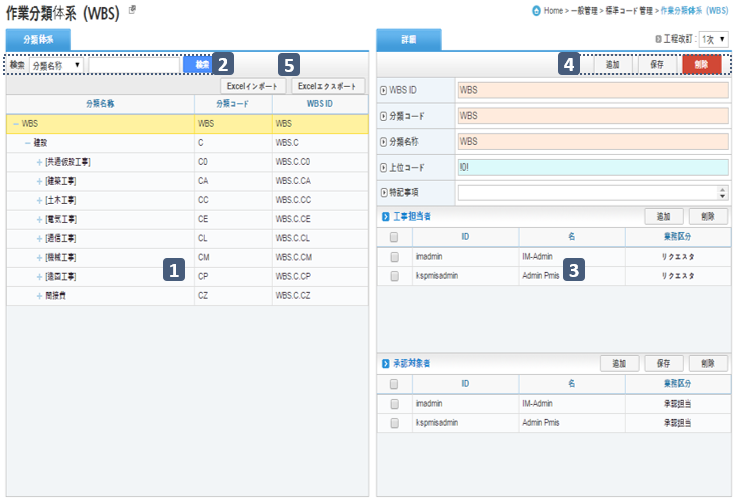 作業分類体系 (WBS)
Home > 一般管理 > 標準コード管理 > 作業分類体系 (WBS)
分類体系
詳細
工程改訂 : 1次 ▼
検索 分類名称 ▼ 検索 2
4 追加 保存 削除
5
Excelインポート Excelエクスポート
分類名称 分類コード WBS ID
WBS WBS WBS
建設 C WBS.C
[共通仮設工事] C0 WBS.C.C0
[建築工事] CA WBS.C.CA
[土木工事] CC WBS.C.CC
[電気工事] CE WBS.C.CE
[通信工事] CL WBS.C.CL
[機械工事] CM WBS.C.CM
[造園工事] CP WBS.C.CP
間接費 CZ WBS.C.CZ
1
WBS ID WBS
分類コード WBS
分類名称 WBS
上位コード !0!
特記事項
工事担当者 追加 削除
ID 名 業務区分
imadmin IM-Admin リクエスタ
kspmisadmin Admin Pmis リクエスタ
3
承認対象者 追加 保存 削除
ID 名 業務区分
imadmin IM-Admin 承認担当
kspmisadmin Admin Pmis 承認担当